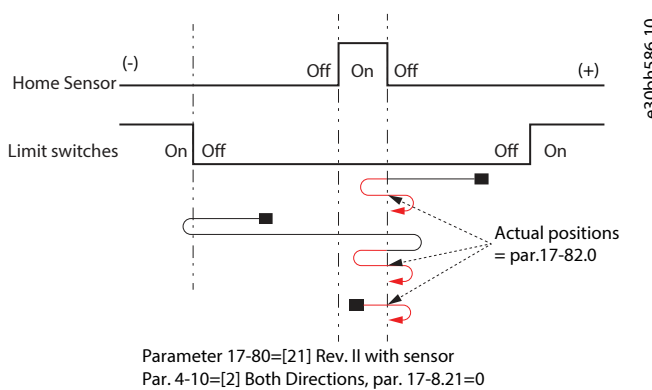 (-)
Off
On
Off
(+)
Home Sensor
Limit switches
On
Off
Off
On
Actual positions
= par.17-82.0
Parameter 17-80=[21] Rev. II with sensor
Par. 4-10=[2] Both Directions, par. 17-8.21=0
e30bh586.10